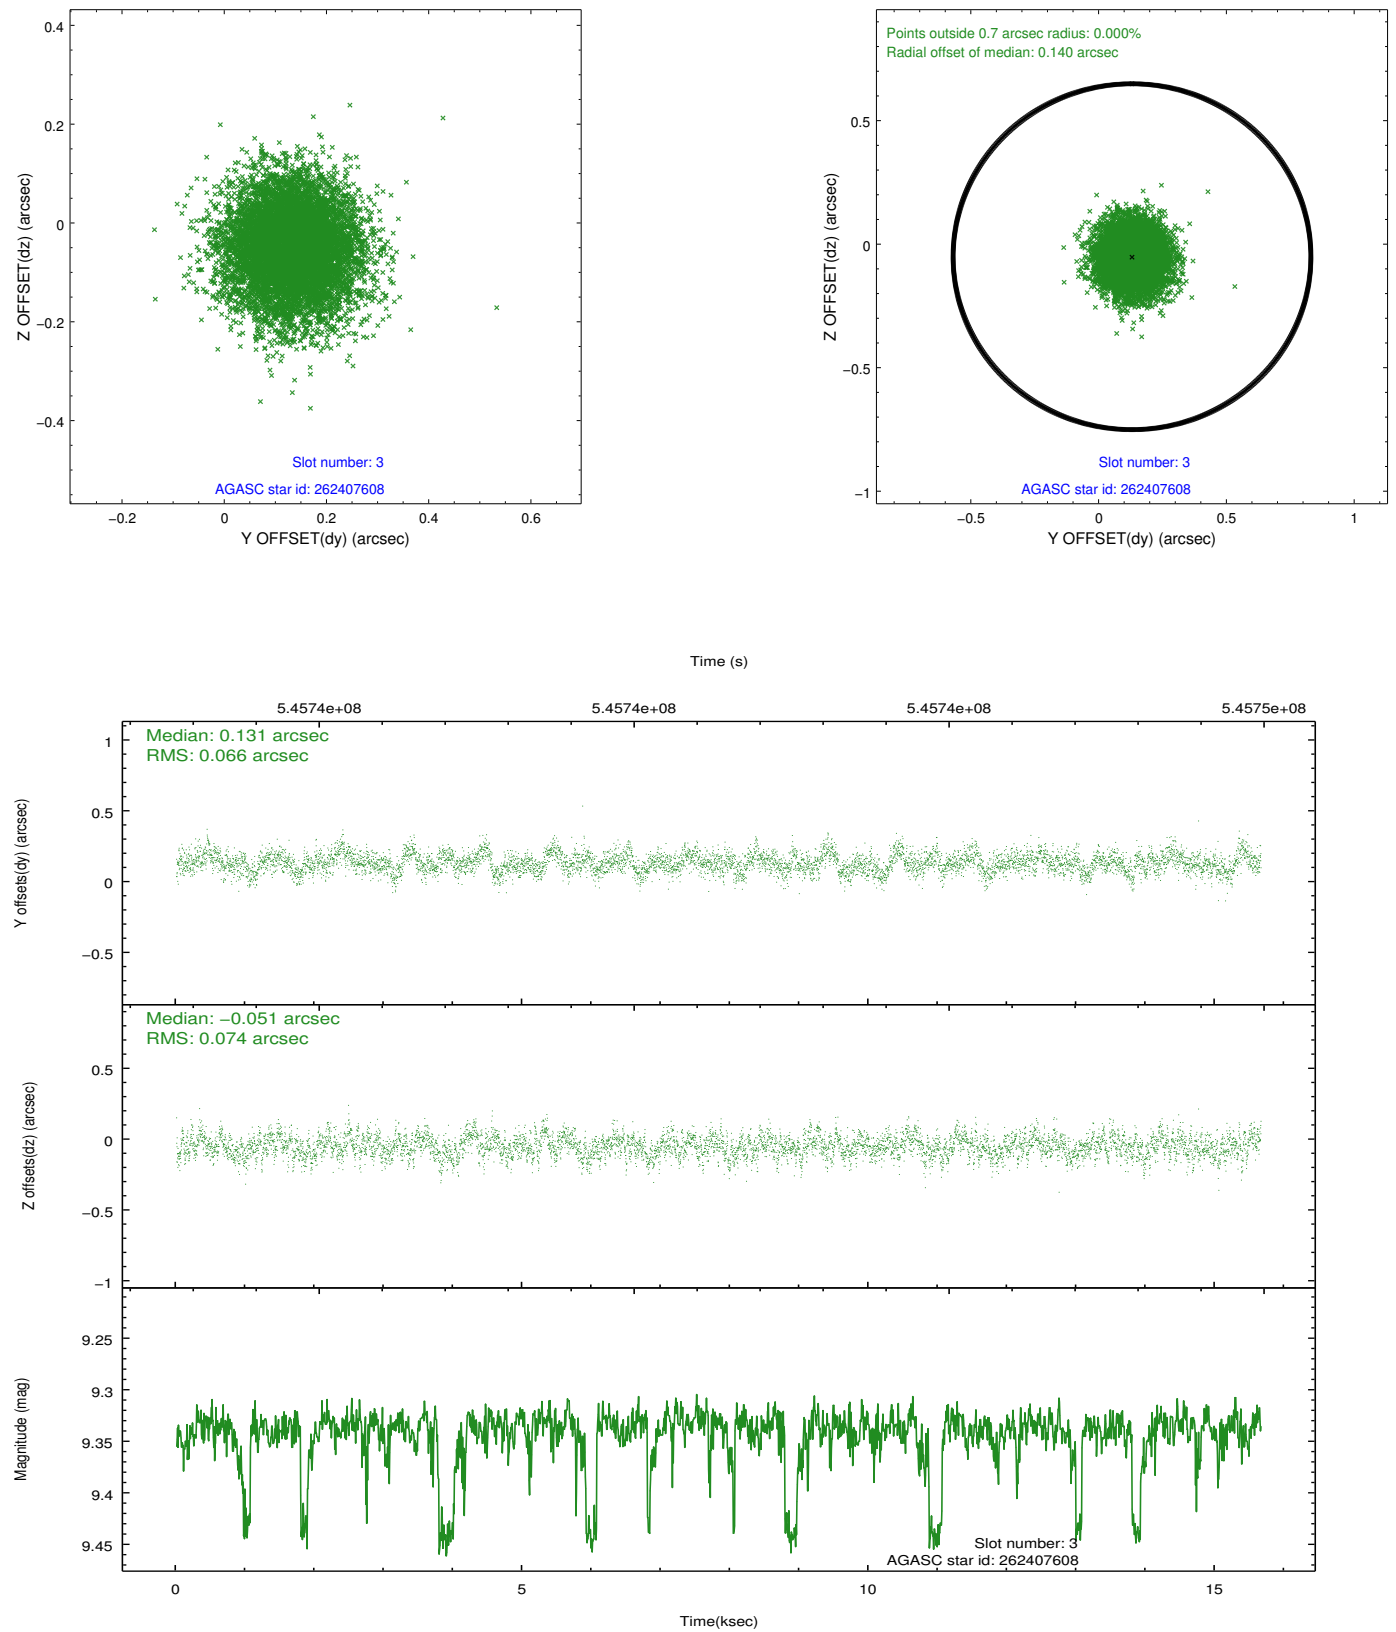 0.4
0.2
0
−0.2
−0.4
Z OFFSET(dz) (arcsec)
Slot number: 3
AGASC star id: 262407608
−0.2 0 0.2 0.4 0.6
Y OFFSET(dy) (arcsec)
Points outside 0.7 arcsec radius: 0.000%
Radial offset of median: 0.140 arcsec
0.5
0
−0.5
−1
Z OFFSET(dz) (arcsec)
Slot number: 3
AGASC star id: 262407608
−0.5 0 0.5 1
Y OFFSET(dy) (arcsec)
Time (s)
5.4574e+08 5.4574e+08 5.4574e+08 5.4575e+08
Median: 0.131 arcsec
RMS: 0.066 arcsec
1
0.5
0
−0.5
Y offsets(dy) (arcsec)
Median: −0.051 arcsec
RMS: 0.074 arcsec
0.5
0
−0.5
−1
Z offsets(dz) (arcsec)
9.25
9.3
9.35
9.4
9.45
Magnitude (mag)
Slot number: 3
AGASC star id: 262407608
0 5 10 15
Time(ksec)